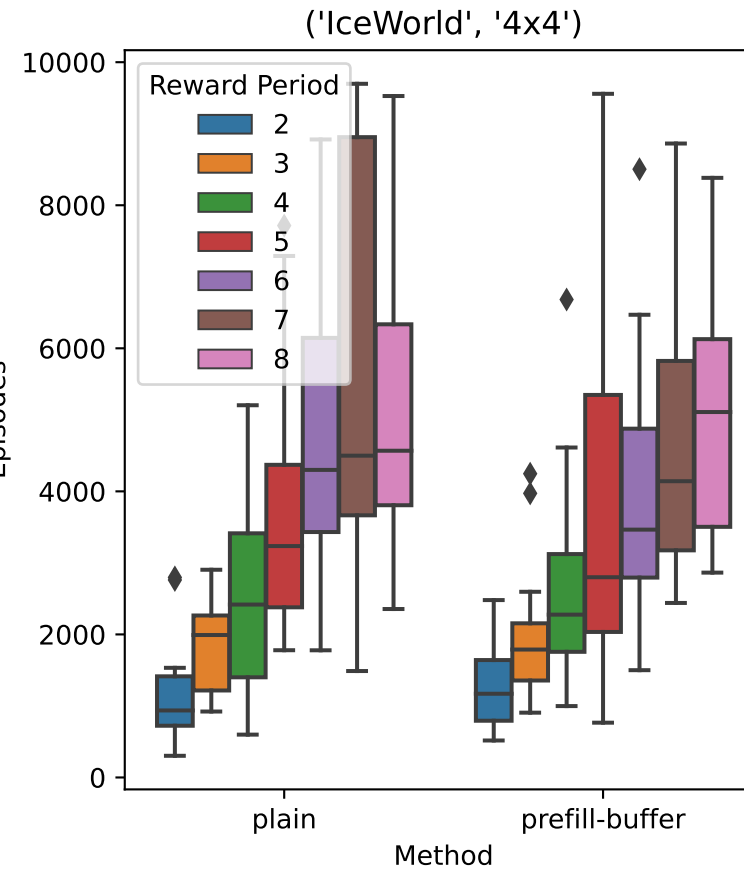 ('IceWorld', '4x4')
10000
8000
6000
4000
2000
0
Episodes
Reward Period
2
3
4
5
6
7
8
plain
prefill-buffer
Method